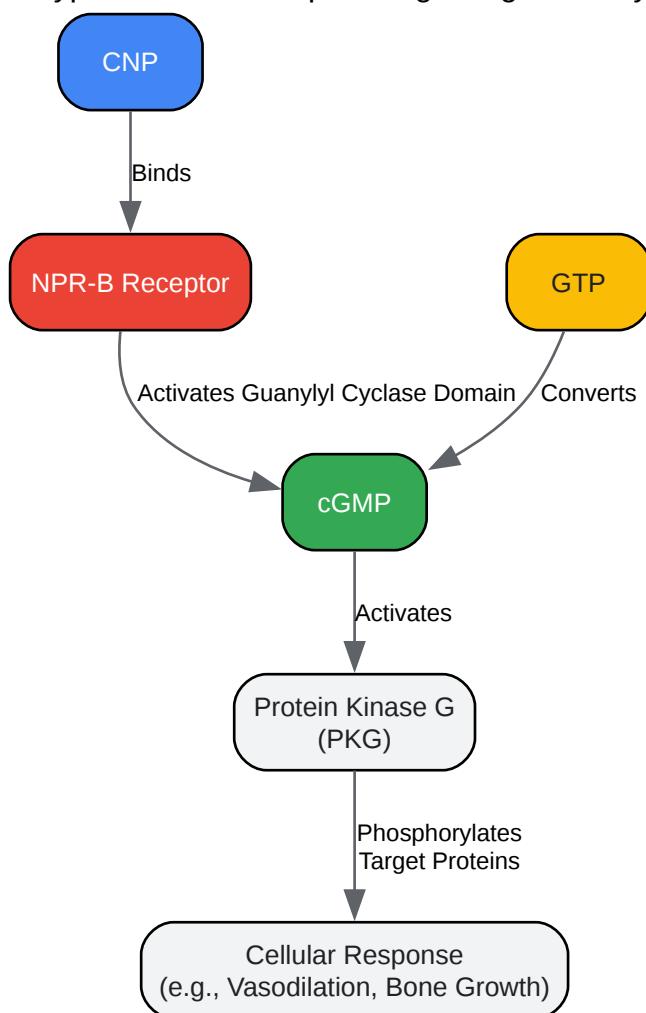 CNP
Binds
NPR-B Receptor
GTP
Activates Guanylyl Cyclase Domain
Converts
cGMP
Activates
Protein Kinase G
(PKG)
Phosphorylates
Target Proteins
Cellular Response
(e.g., Vasodilation, Bone Growth)